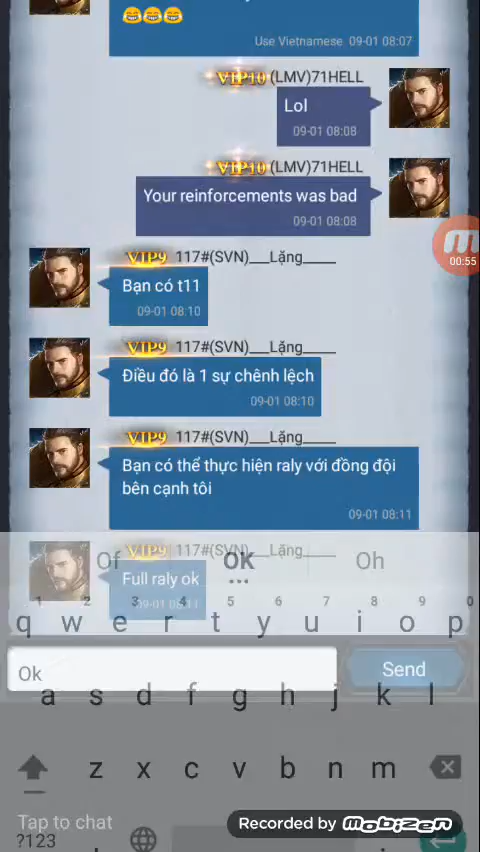 😂😂😂
Use Vietnamese 09-01 08:07
VIP10 (LMV)71HELL
Lol
09-01 08:08
VIP10 (LMV)71HELL
Your reinforcements was bad
09-01 08:08
00:55
VIP9 117#(SVN)___Lặng_____
Bạn có t11
09-01 08:10
VIP9 117#(SVN)___Lặng_____
Điều đó là 1 sự chênh lệch
09-01 08:10
VIP9 117#(SVN)___Lặng_____
Bạn có thể thực hiện raly với đồng đội
bên cạnh tôi
09-01 08:11
VIP9 117#(SVN)___Lặng_____
Of OK Oh
Full raly ok
09-01 08:11
1 2 3 4 5 6 7 8 9 0
q w e r t y u i o p
Ok
Send
a s d f g h j k l
z x c v b n m
Tap to chat
Recorded by Mobizen
?123